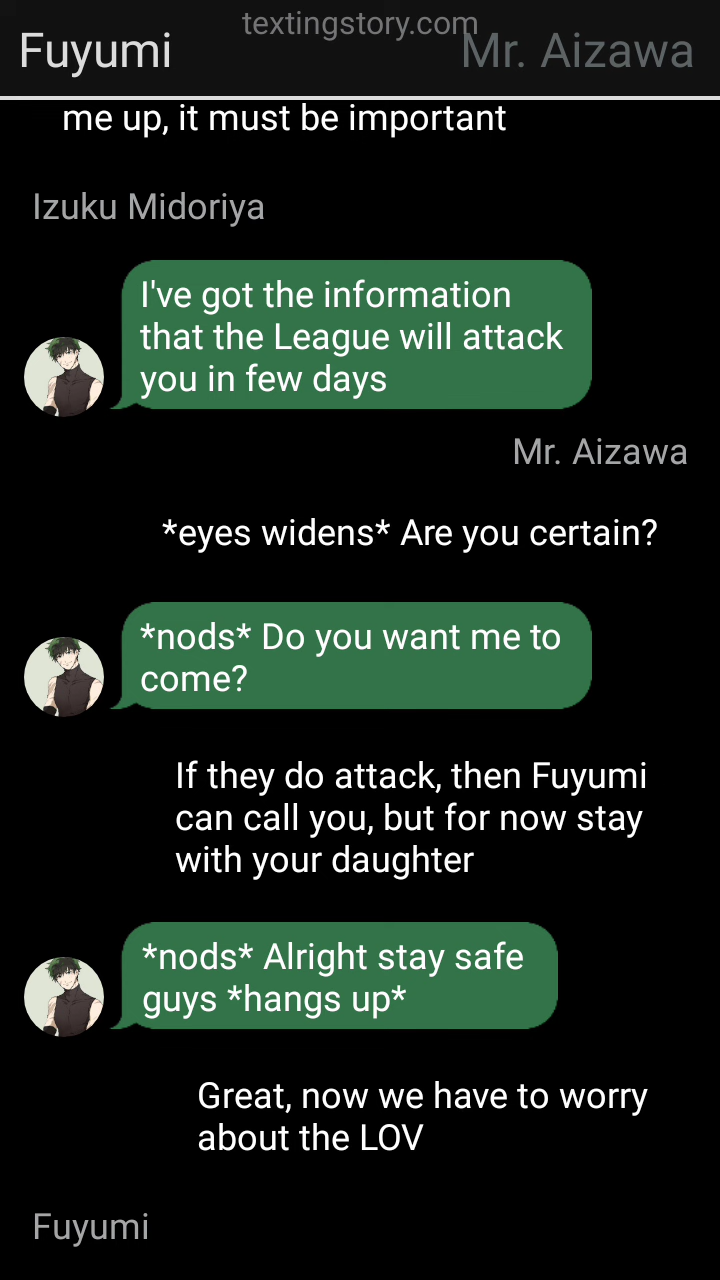 textingstory.com
Fuyumi
Mr. Aizawa
me up, it must be important
Izuku Midoriya
I've got the information
that the League will attack
you in few days
Mr. Aizawa
*eyes widens* Are you certain?
*nods* Do you want me to
come?
If they do attack, then Fuyumi
can call you, but for now stay
with your daughter
*nods* Alright stay safe
guys *hangs up*
Great, now we have to worry
about the LOV
Fuyumi